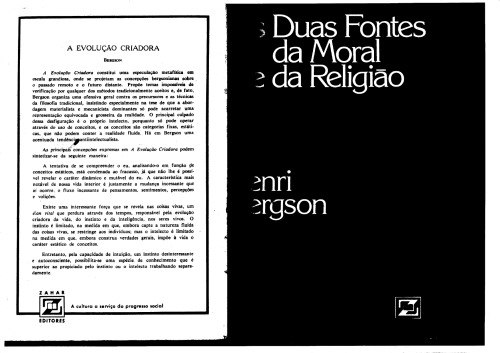 A EVOLUÇÃO CRIADORA
BERGSON
A Evolução Criadora constitui uma especulação metafísica em
escala grandiosa, onde se projetam as concepções bergsonianas sobre
o passado remoto e o futuro distante. Propõe temas impossíveis de
verificação por qualquer dos métodos tradicionalmente aceitos e, de fato,
Bergson organiza uma ofensiva geral contra os precursores e as técnicas
da filosofia tradicional, insistindo especialmente na tese de que a abor-
dagem materialista e mecanicista dominantes só pode acarretar uma
representação equivocada e grosseira da realidade. O principal culpado
dessa desfiguração é o próprio intelecto, porquanto só pode operar
através do uso de conceitos, e os conceitos são categorias fixas, estáti-
cas, que não podem conter a realidade fluida. Há em Bergson uma
acentuada tendência antiintelectualista.
As principais concepções expressas em A Evolução Criadora podem
sintetizar-se da seguinte maneira:
A tentativa de se compreender o eu, analisando-o em função de
conceitos estáticos, está condenada ao fracasso, já que não lhe é possí-
vel revelar o caráter dinâmico e mutável do eu. A característica mais
notável de nossa vida interior é justamente a mudança incessante que
aí ocorre, o fluxo incessante de pensamentos, sentimentos, percepções
e volições.
Existe uma interessante força que se revela nas coisas vivas, um
élan vital que perdura através dos tempos, responsável pela evolução
criadora da vida, do instinto e da inteligência, nos seres vivos. O
instinto é limitado, na medida em que, embora capte a natureza fluida
das coisas vivas, se restringe aos indivíduos; mas o intelecto é limitado
na medida em que, embora construa verdades gerais, impõe à vida o
caráter estático de conceitos.
Entretanto, pela capacidade de intuição, um instinto desinteressante
e autoconsciente, possibilita-se uma espécie de conhecimento que é
superior ao propiciado pelo instinto ou o intelecto trabalhando separa-
damente.
ZAHAR
EDITORES
A cultura a serviço do progresso social
s Duas Fontes
da Moral
e da Religião
enri
ergson